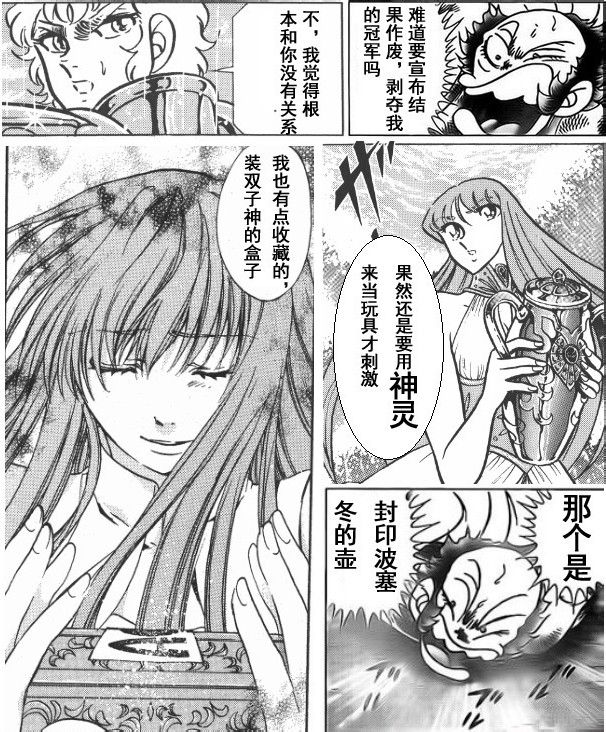 难道要宣布结
果作废，剥夺我
的冠军吗
不，我觉得根
本和你没有关系
果然还是要用
神灵
来当玩具才刺激
我也有点收藏的，
装双子神的盒子
那个是
封印波塞
冬的壶